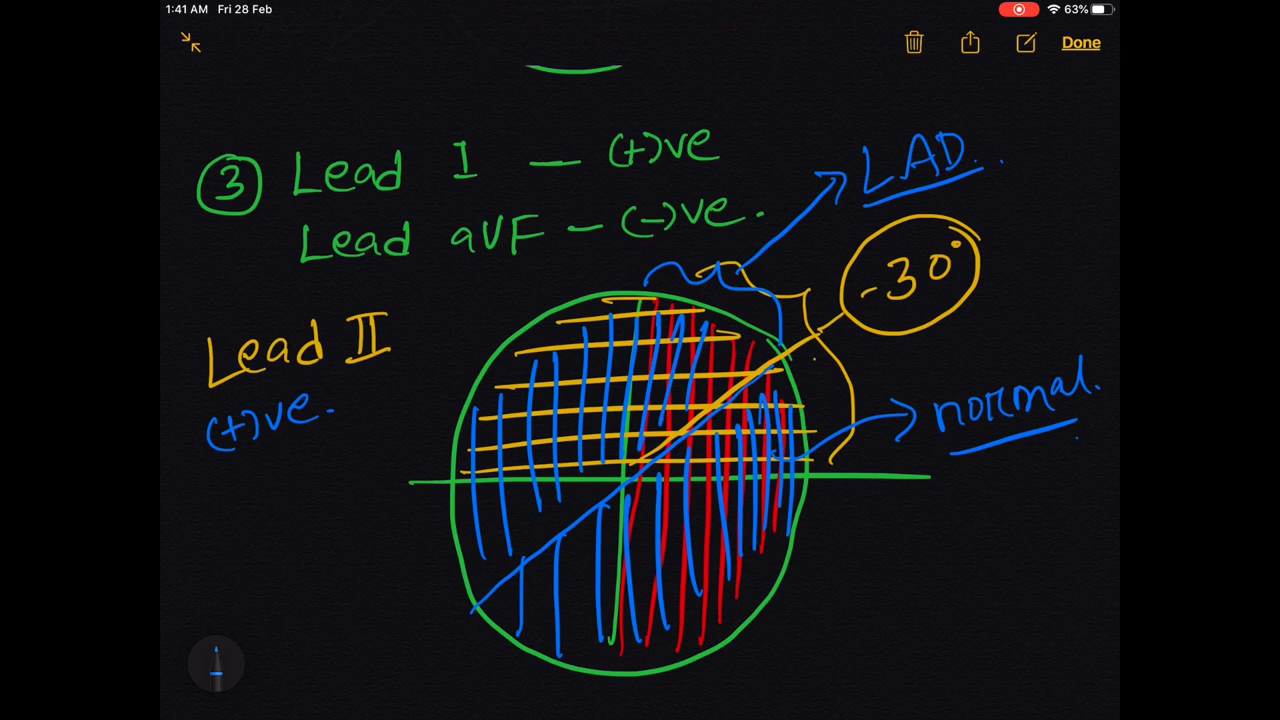 1:41 AM Fri 28 Feb
63%
Done
③ Lead I — (+)ve
Lead aVF – (–)ve.
LAD..
-30°
Lead II
(+)ve.
normal.